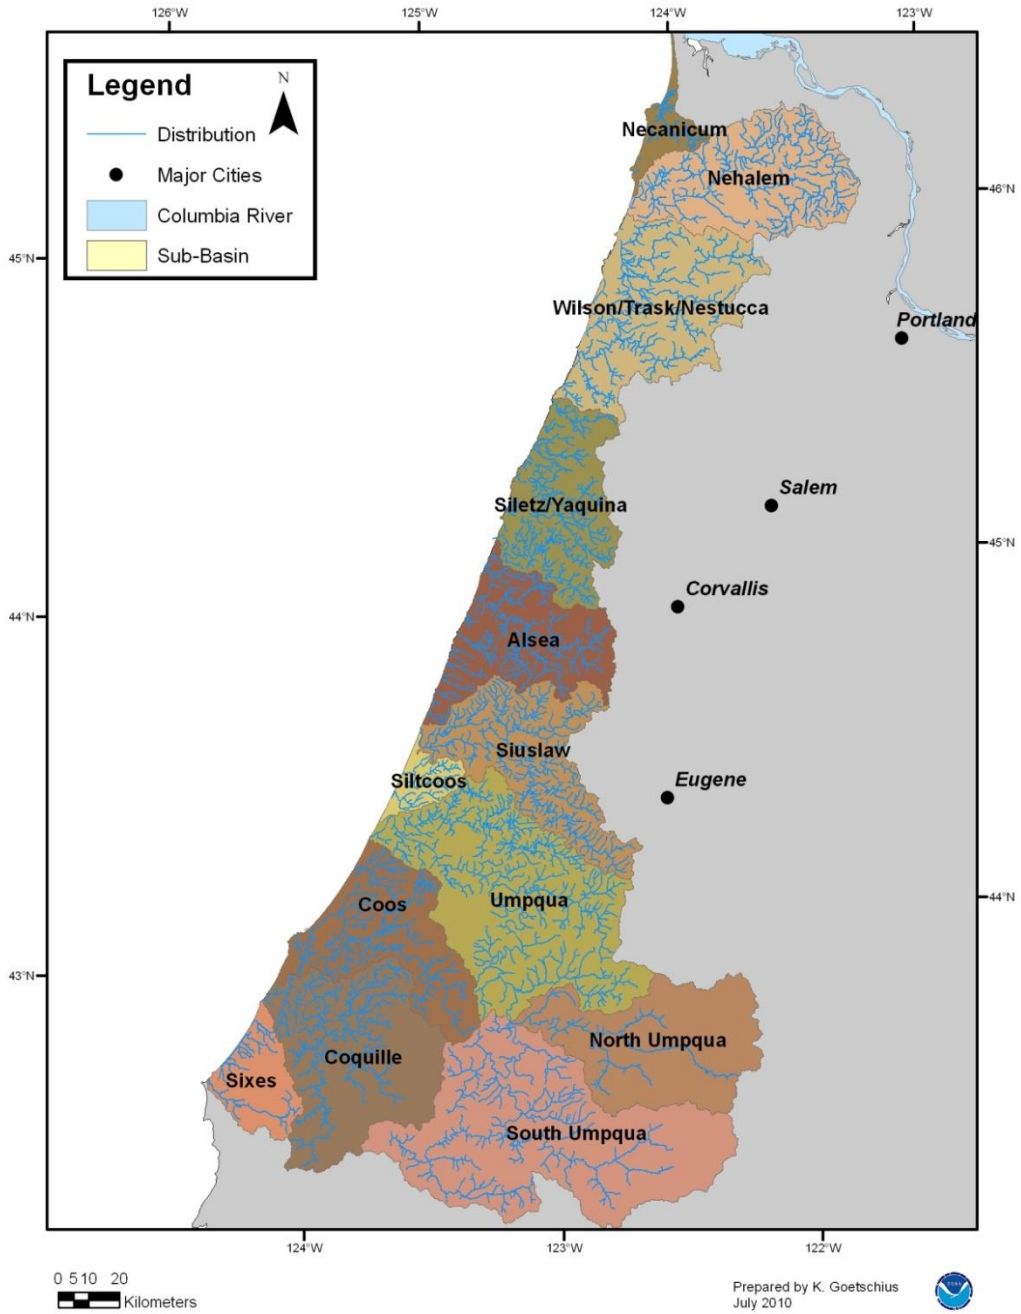 126°W 125°W 124°W 123°W
Legend
N
Distribution
Major Cities
Columbia River
Sub-Basin
Necanicum
Nehalem
46°N
45°N
Wilson/Trask/Nestucca
Portland
Salem
Siletz/Yaquina
45°N
Corvallis
44°N
Alsea
Siuslaw
Siltcoos
Eugene
Umpqua
44°N
Coos
43°N
North Umpqua
Coquille
Sixes
South Umpqua
124°W 123°W 122°W
0 5 10 20
Kilometers
Prepared by K. Goetschius
July 2010